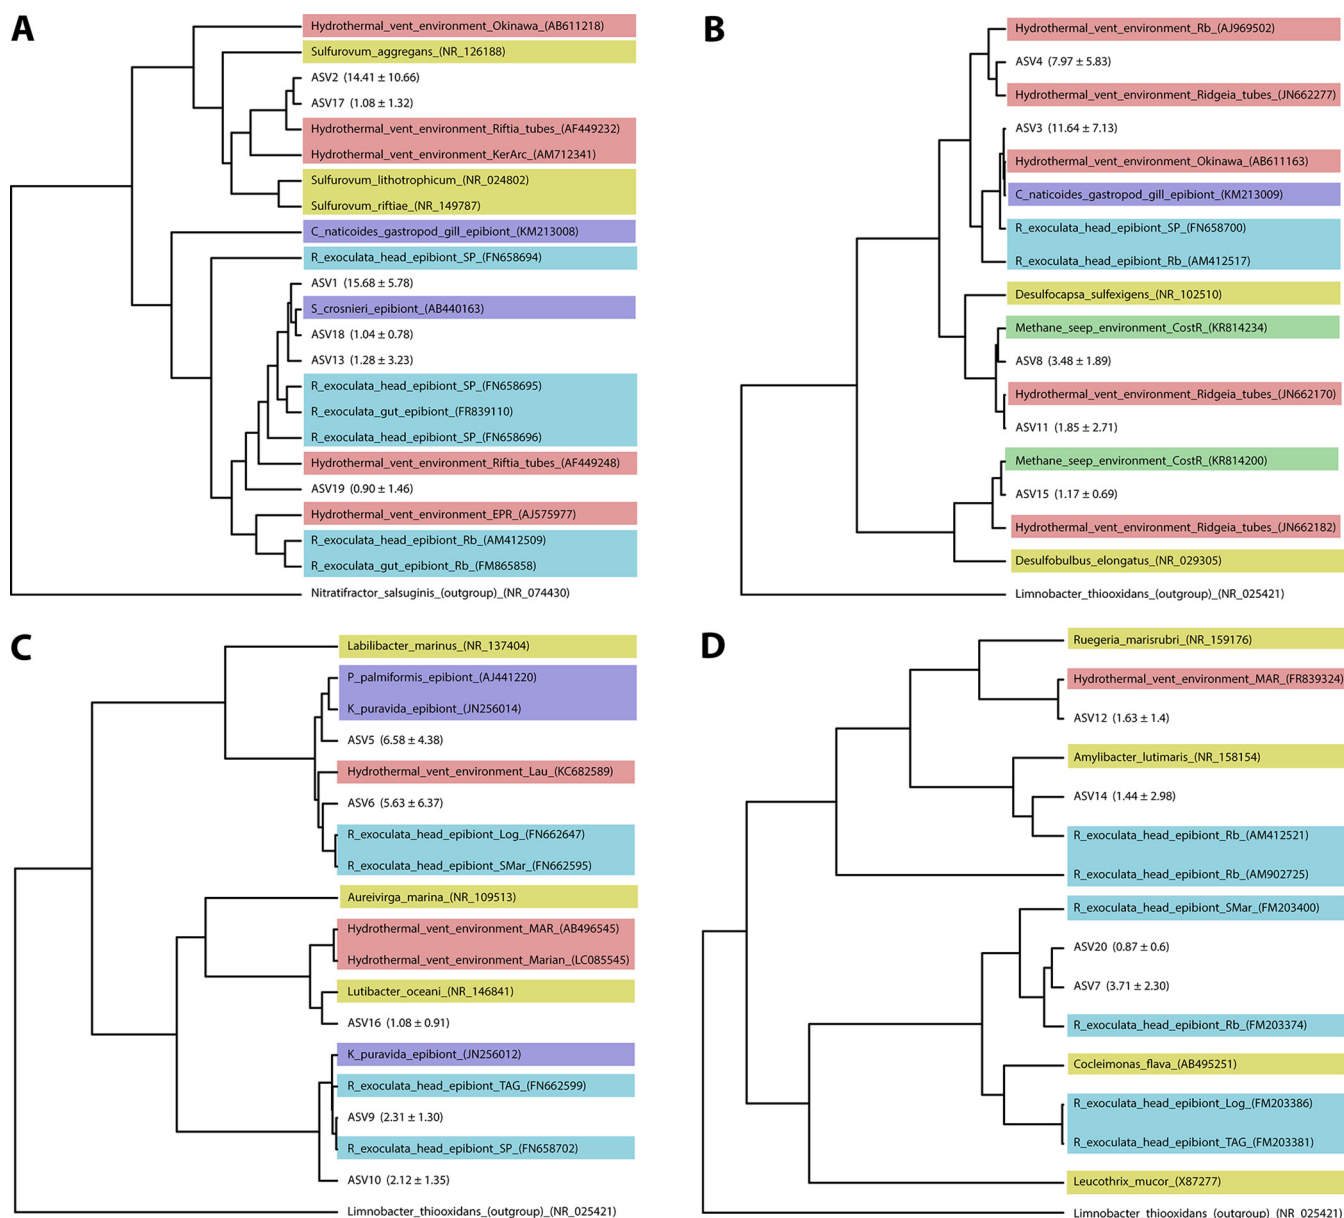 A
Hydrothermal_vent_environment_Okinawa_(AB611218)
Sulfurovum_aggregans_(NR_126188)
ASV2 (14.41 ± 10.66)
ASV17 (1.08 ± 1.32)
Hydrothermal_vent_environment_Riftia_tubes_(AF449232)
Hydrothermal_vent_environment_KerArc_(AM712341)
Sulfurovum_lithotrophicum_(NR_024802)
Sulfurovum_riftiae_(NR_149787)
C_naticoides_gastropod_gill_epibiont_(KM213008)
R_exoculata_head_epibiont_SP_(FN658694)
ASV1 (15.68 ± 5.78)
S_crosnieri_epibiont_(AB440163)
ASV18 (1.04 ± 0.78)
ASV13 (1.28 ± 3.23)
R_exoculata_head_epibiont_SP_(FN658695)
R_exoculata_gut_epibiont_(FR839110)
R_exoculata_head_epibiont_SP_(FN658696)
Hydrothermal_vent_environment_Riftia_tubes_(AF449248)
ASV19 (0.90 ± 1.46)
Hydrothermal_vent_environment_EPR_(AJ575977)
R_exoculata_head_epibiont_Rb_(AM412509)
R_exoculata_gut_epibiont_Rb_(FM865858)
Nitratifractor_salsuginis_(outgroup)_(NR_074430)
B
Hydrothermal_vent_environment_Rb_(AJ969502)
ASV4 (7.97 ± 5.83)
Hydrothermal_vent_environment_Ridgeia_tubes_(JN662277)
ASV3 (11.64 ± 7.13)
Hydrothermal_vent_environment_Okinawa_(AB611163)
C_naticoides_gastropod_gill_epibiont_(KM213009)
R_exoculata_head_epibiont_SP_(FN658700)
R_exoculata_head_epibiont_Rb_(AM412517)
Desulfocapsa_sulfexigens_(NR_102510)
Methane_seep_environment_CostR_(KR814234)
ASV8 (3.48 ± 1.89)
Hydrothermal_vent_environment_Ridgeia_tubes_(JN662170)
ASV11 (1.85 ± 2.71)
Methane_seep_environment_CostR_(KR814200)
ASV15 (1.17 ± 0.69)
Hydrothermal_vent_environment_Ridgeia_tubes_(JN662182)
Desulfobulbus_elongatus_(NR_029305)
Limnobacter_thiooxidans_(outgroup)_(NR_025421)
C
Labilibacter_marinus_(NR_137404)
P_palmiformis_epibiont_(AJ441220)
K_puravida_epibiont_(JN256014)
ASV5 (6.58 ± 4.38)
Hydrothermal_vent_environment_Lau_(KC682589)
ASV6 (5.63 ± 6.37)
R_exoculata_head_epibiont_Log_(FN662647)
R_exoculata_head_epibiont_SMar_(FN662595)
Aureivirga_marina_(NR_109513)
Hydrothermal_vent_environment_MAR_(AB496545)
Hydrothermal_vent_environment_Marian_(LC085545)
Lutibacter_oceani_(NR_146841)
ASV16 (1.08 ± 0.91)
K_puravida_epibiont_(JN256012)
R_exoculata_head_epibiont_TAG_(FN662599)
ASV9 (2.31 ± 1.30)
R_exoculata_head_epibiont_SP_(FN658702)
ASV10 (2.12 ± 1.35)
Limnobacter_thiooxidans_(outgroup)_(NR_025421)
D
Ruegeria_marisrubri_(NR_159176)
Hydrothermal_vent_environment_MAR_(FR839324)
ASV12 (1.63 ± 1.4)
Amylibacter_lutimaris_(NR_158154)
ASV14 (1.44 ± 2.98)
R_exoculata_head_epibiont_Rb_(AM412521)
R_exoculata_head_epibiont_Rb_(AM902725)
R_exoculata_head_epibiont_SMar_(FM203400)
ASV20 (0.87 ± 0.6)
ASV7 (3.71 ± 2.30)
R_exoculata_head_epibiont_Rb_(FM203374)
Cocleimonas_flava_(AB495251)
R_exoculata_head_epibiont_Log_(FM203386)
R_exoculata_head_epibiont_TAG_(FM203381)
Leucothrix_mucor_(X87277)
Limnobacter_thiooxidans_(outgroup)_(NR_025421)